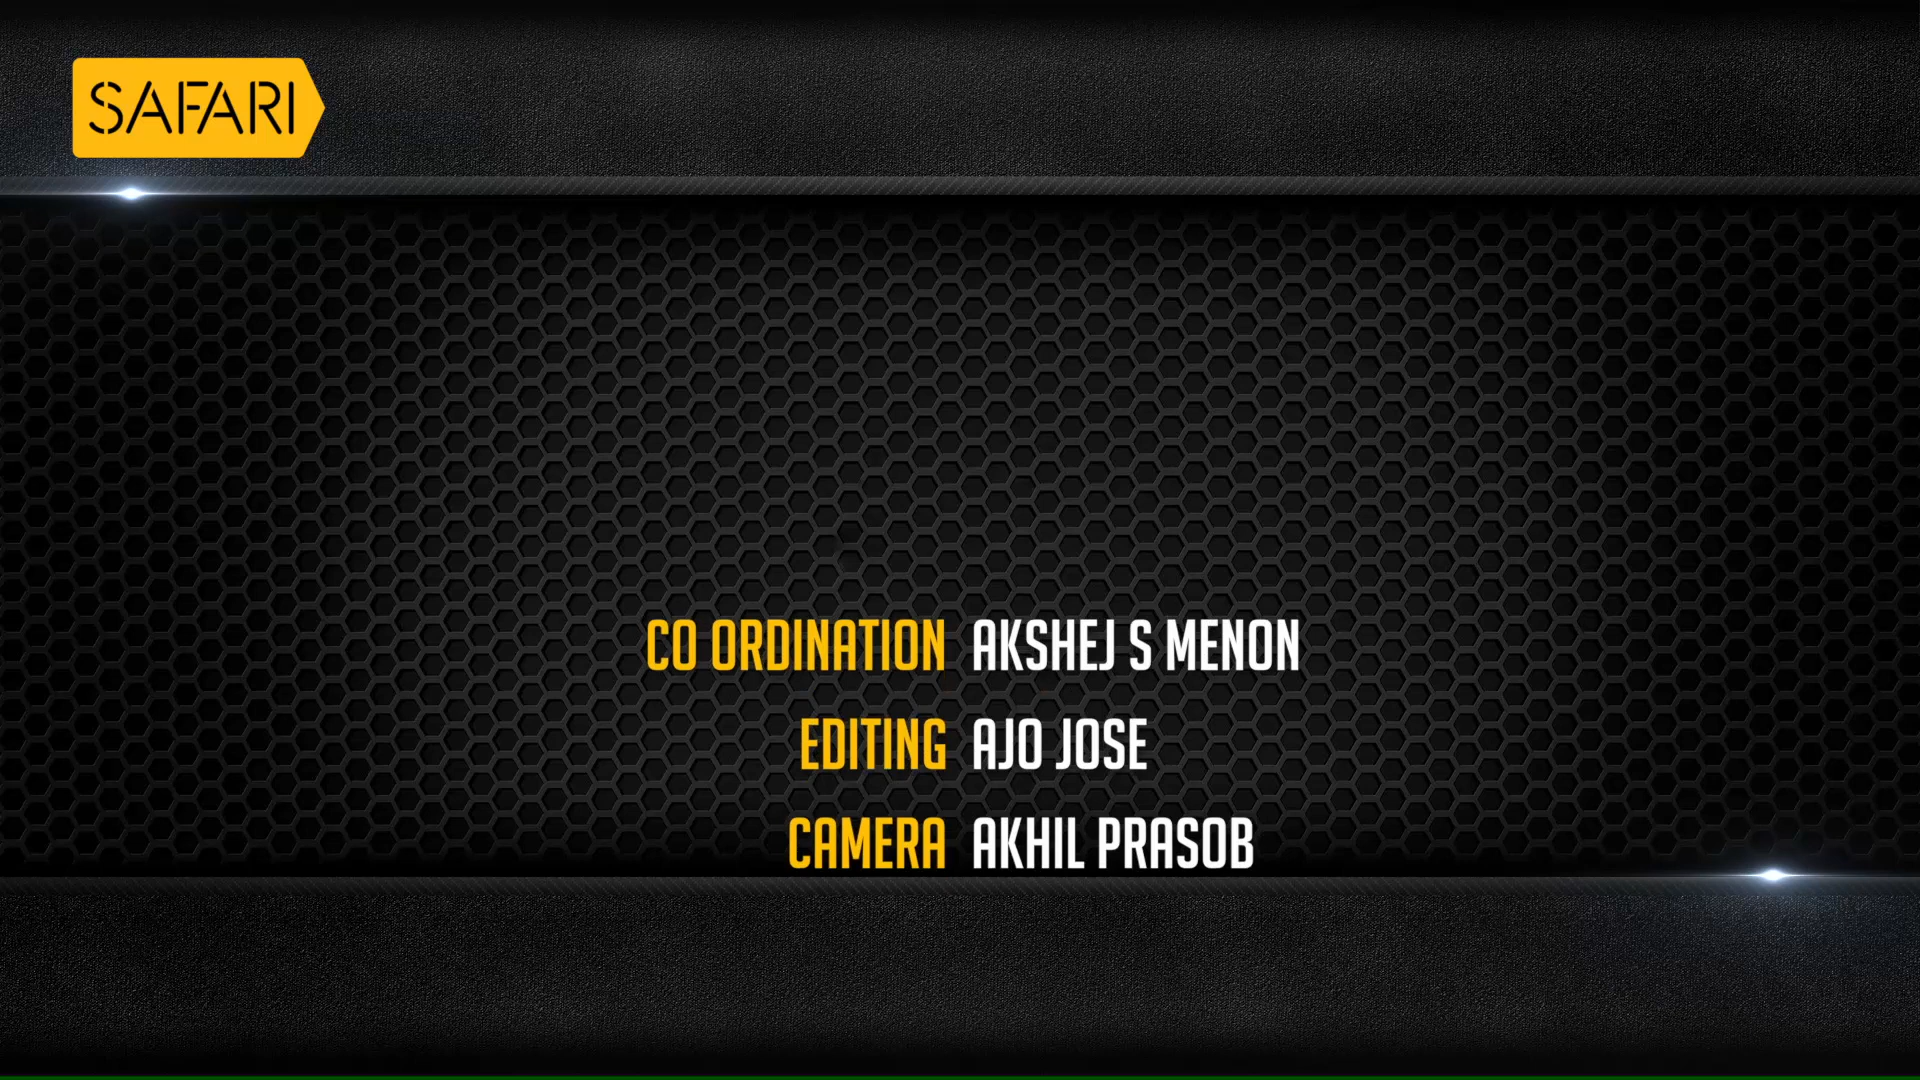 SAFARI
CO ORDINATION AKSHEJ S MENON
EDITING AJO JOSE
CAMERA AKHIL PRASOB